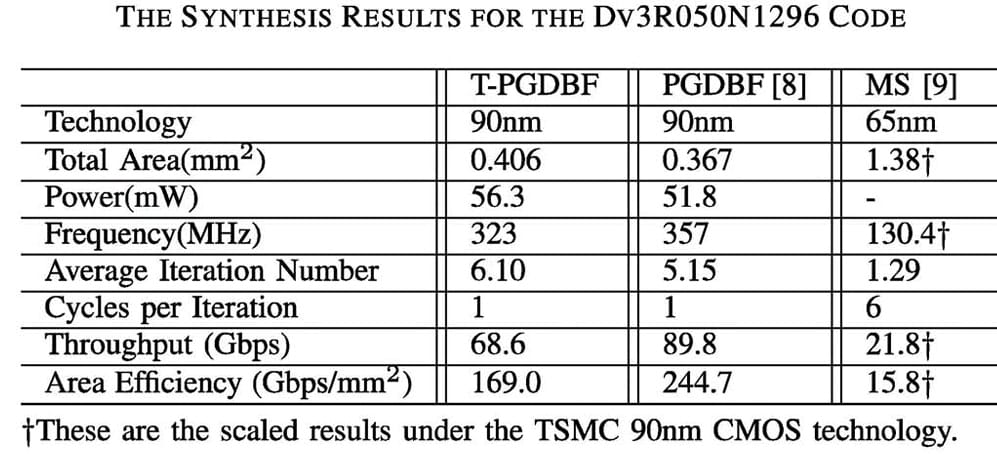 THE SYNTHESIS RESULTS FOR THE DV3R050N1296 CODE
T-PGDBF PGDBF [8] MS [9]
Technology 90nm 90nm 65nm
Total Area(mm²) 0.406 0.367 1.38†
Power(mW) 56.3 51.8 -
Frequency(MHz) 323 357 130.4†
Average Iteration Number 6.10 5.15 1.29
Cycles per Iteration 1 1 6
Throughput (Gbps) 68.6 89.8 21.8†
Area Efficiency (Gbps/mm²) 169.0 244.7 15.8†
†These are the scaled results under the TSMC 90nm CMOS technology.